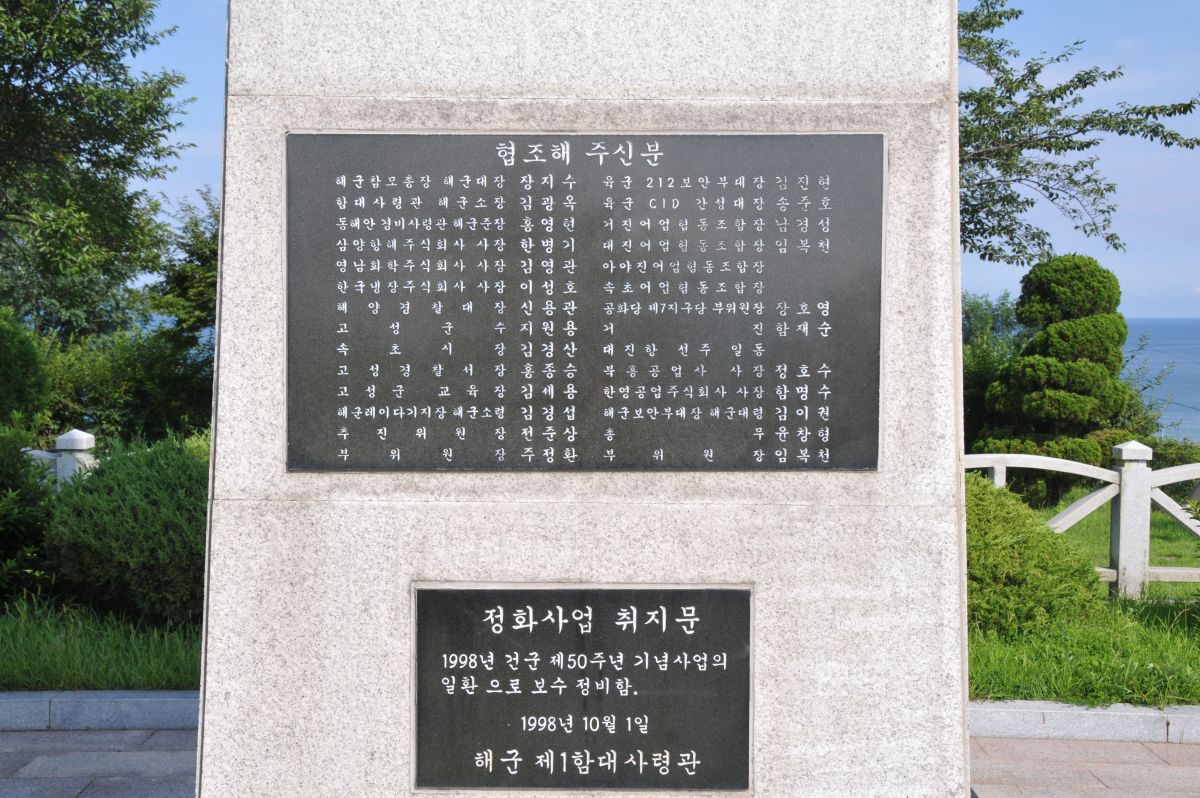 협조해 주신분
해군참모총장 해군대장 장지수
함대사령관 해군소장 김광옥
동해안경비사령관해군준장 홍영현
삼양항해주식회사 사장 한병기
영남화학주식회사 사장 김영관
한국냉장주식회사 사장 이성호
해양경찰대장 신용관
고성군수 지원용
속초시장 김경산
고성경찰서장 홍종승
고성군 교육장 김세용
해군레이다기지장 해군소령 김경섭
추진위원장 전준상
부위원장 주정환
육군 212보안부대장 김진현
육군 CID 간성대장 송준호
거진어업협동조합장 남경성
대진어업협동조합장 임복천
아야진어업협동조합장
속초어업협동조합장
공화당 제7지구당 부위원장 장호영
거진 함재순
대진항 선주 일동
부흥공업사 사장 정호수
한영공업주식회사 사장 함명수
해군보안부대장 해군대령 김이권
총무 윤창형
부위원장 임복천
정화사업 취지문
1998년 건군 제50주년 기념사업의
일환 으로 보수 정비함.
1998년 10월 1일
해군 제1함대사령관